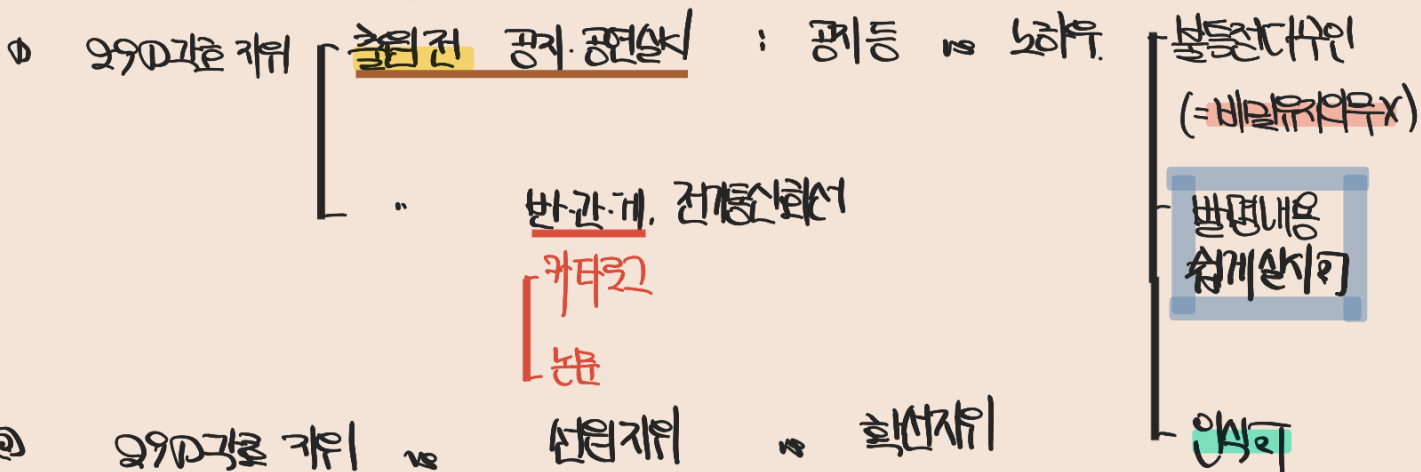 ① 29①각호 지위 출원 전 공지·공연실시 : 공지등 vs 노하우. 불특정다수인
(=비밀유지의무X)
〃 반·간·게, 전기통신회선 발명내용
쉽게실시 可
카타로그
논문
② 29①각호 지위 vs 선원지위 vs 확선지위 인식 可